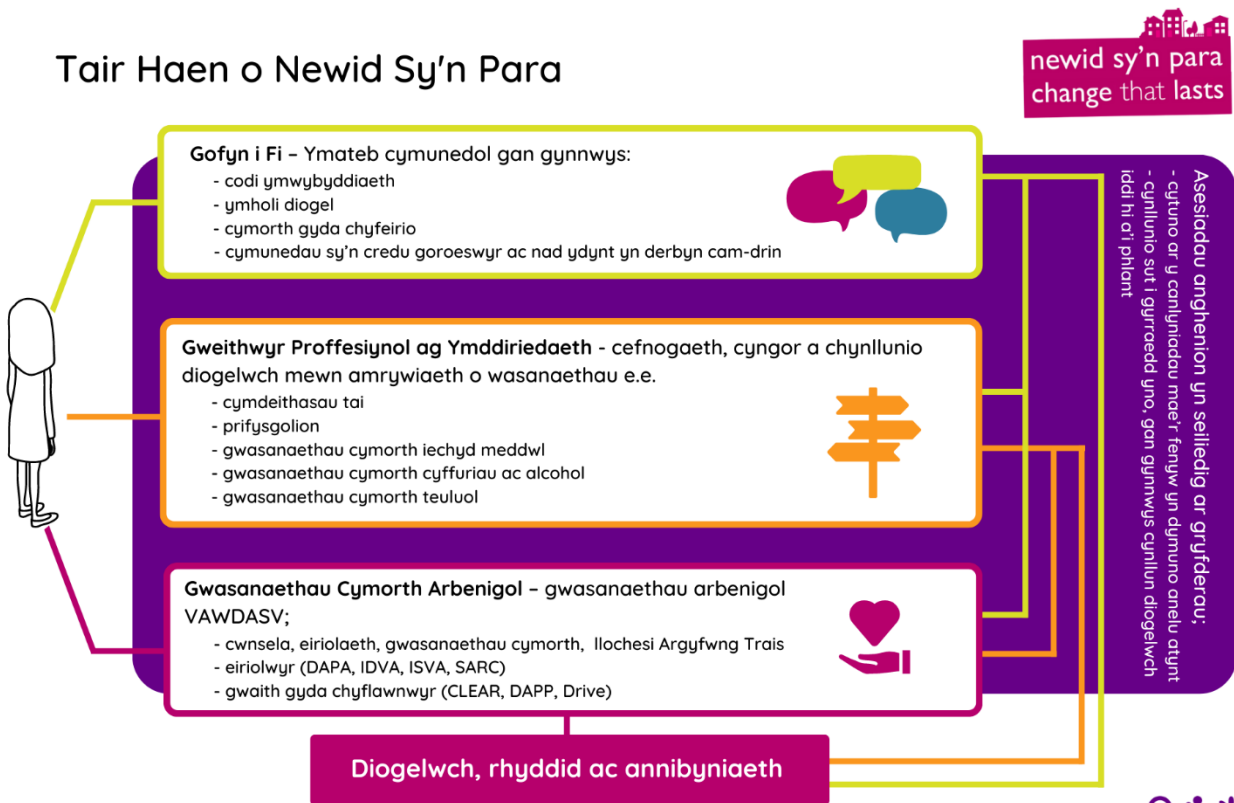 Tair Haen o Newid Sy'n Para
newid sy'n para
change that lasts
Gofyn i Fi – Ymateb cymunedol gan gynnwys:
- codi ymwybyddiaeth
- ymholi diogel
- cymorth gyda chyfeirio
- cymunedau sy'n credu goroeswyr ac nad ydynt yn derbyn cam-drin
Gweithwyr Proffesiynol ag Ymddiriedaeth - cefnogaeth, cyngor a chynllunio
diogelwch mewn amrywiaeth o wasanaethau e.e.
- cymdeithasau tai
- prifysgolion
- gwasanaethau cymorth iechyd meddwl
- gwasanaethau cymorth cyffuriau ac alcohol
- gwasanaethau cymorth teuluol
Gwasanaethau Cymorth Arbenigol – gwasanaethau arbenigol
VAWDASV;
- cwnsela, eiriolaeth, gwasanaethau cymorth, llochesi Argyfwng Trais
- eiriolwyr (DAPA, IDVA, ISVA, SARC)
- gwaith gyda chyflawnwyr (CLEAR, DAPP, Drive)
Asesiadau anghenion yn seiliedig ar gryfderau;
- cytuno ar y canlyniadau mae'r fenyw yn dymuno anelu atynt
- cynllunio sut i gyrraedd yno, gan gynnwys cynllun diogelwch
iddi hi a'i phlant
Diogelwch, rhyddid ac annibyniaeth